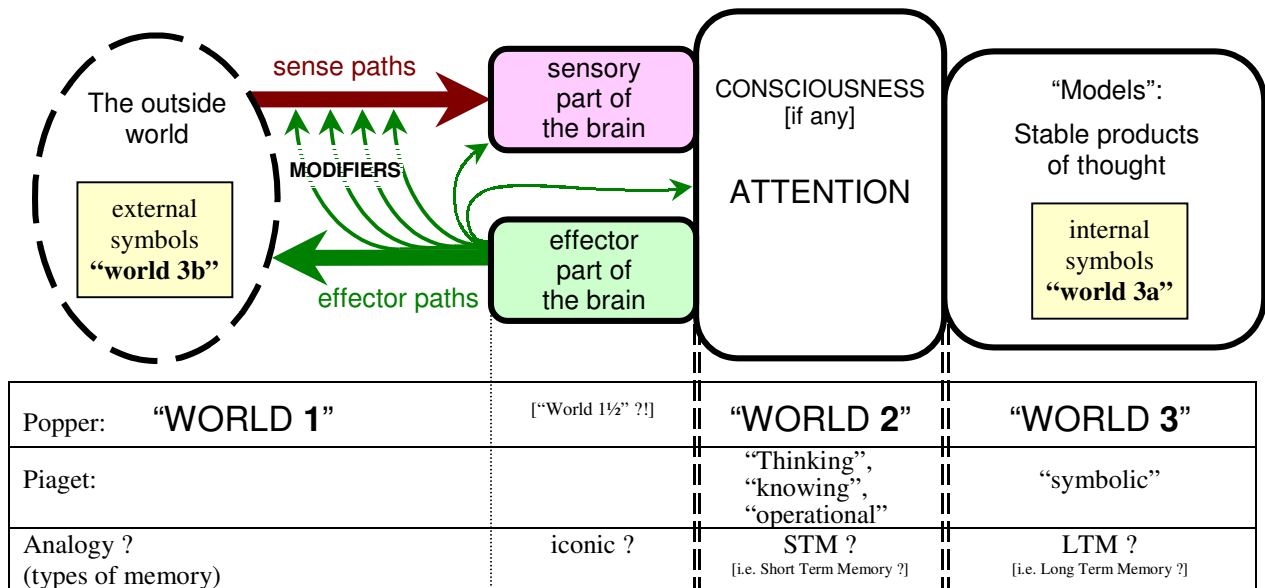 The outside
world
external
symbols
“world 3b”
sense paths
MODIFIERS
effector paths
sensory
part of
the brain
effector
part of
the brain
CONSCIOUSNESS
[if any]
ATTENTION
“Models”:
Stable products
of thought
internal
symbols
“world 3a”
Popper: “WORLD 1” [“World 1½” ?!] “WORLD 2” “WORLD 3”
Piaget: “Thinking”, “symbolic”
“knowing”,
“operational”
Analogy ? iconic ? STM ? LTM ?
(types of memory) [i.e. Short Term Memory ?] [i.e. Long Term Memory ?]